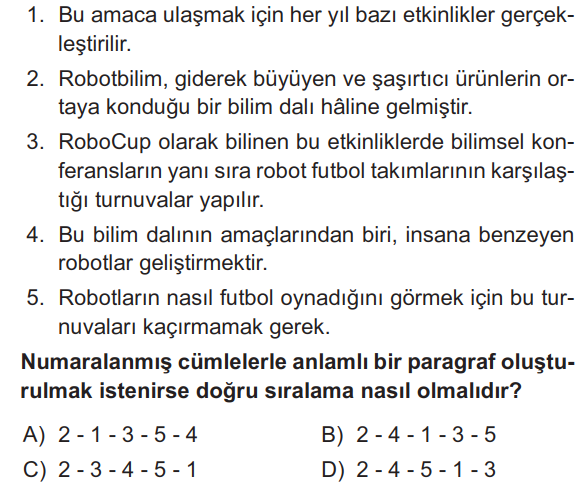 1. Bu amaca ulaşmak için her yıl bazı etkinlikler gerçek-
leştirilir.
2. Robotbilim, giderek büyüyen ve şaşırtıcı ürünlerin or-
taya konduğu bir bilim dalı hâline gelmiştir.
3. RoboCup olarak bilinen bu etkinliklerde bilimsel kon-
feransların yanı sıra robot futbol takımlarının karşılaş-
tığı turnuvalar yapılır.
4. Bu bilim dalının amaçlarından biri, insana benzeyen
robotlar geliştirmektir.
5. Robotların nasıl futbol oynadığını görmek için bu tur-
nuvaları kaçırmamak gerek.
Numaralanmış cümlelerle anlamlı bir paragraf oluştu-
rulmak istenirse doğru sıralama nasıl olmalıdır?
A) 2 - 1 - 3 - 5 - 4 B) 2 - 4 - 1 - 3 - 5
C) 2 - 3 - 4 - 5 - 1 D) 2 - 4 - 5 - 1 - 3